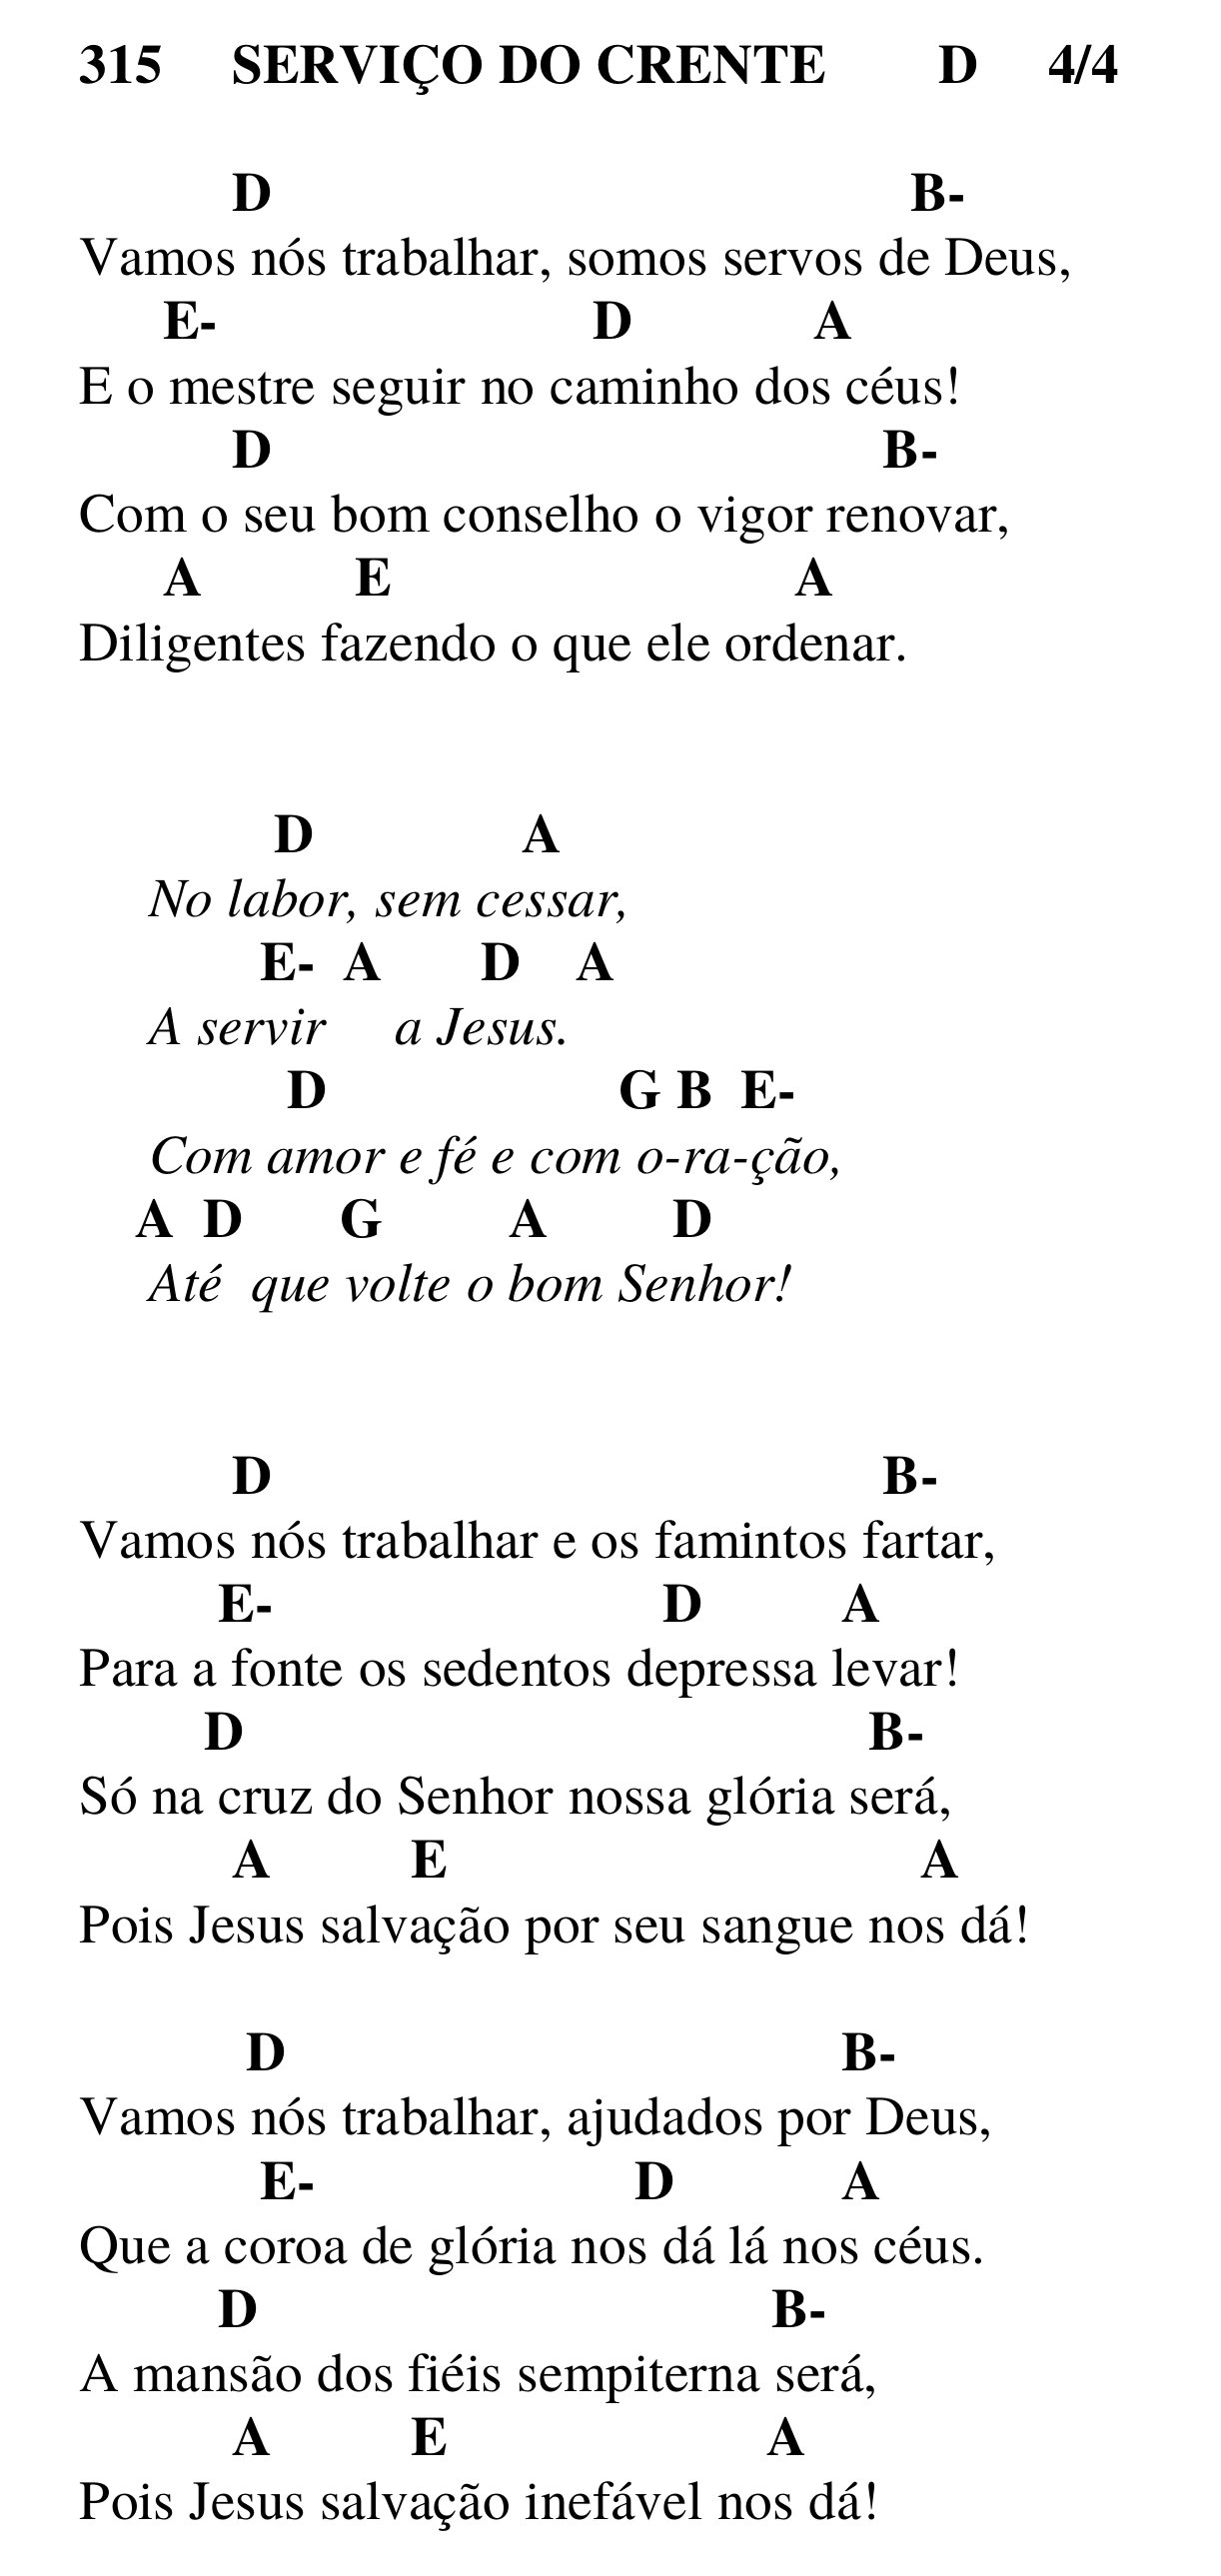 315 SERVIÇO DO CRENTE D 4/4
D B-
Vamos nós trabalhar, somos servos de Deus,
E- D A
E o mestre seguir no caminho dos céus!
D B-
Com o seu bom conselho o vigor renovar,
A E A
Diligentes fazendo o que ele ordenar.
D A
No labor, sem cessar,
E- A D A
A servir a Jesus.
D G B E-
Com amor e fé e com o-ra-ção,
A D G A D
Até que volte o bom Senhor!
D B-
Vamos nós trabalhar e os famintos fartar,
E- D A
Para a fonte os sedentos depressa levar!
D B-
Só na cruz do Senhor nossa glória será,
A E A
Pois Jesus salvação por seu sangue nos dá!
D B-
Vamos nós trabalhar, ajudados por Deus,
E- D A
Que a coroa de glória nos dá lá nos céus.
D B-
A mansão dos fiéis sempiterna será,
A E A
Pois Jesus salvação inefável nos dá!